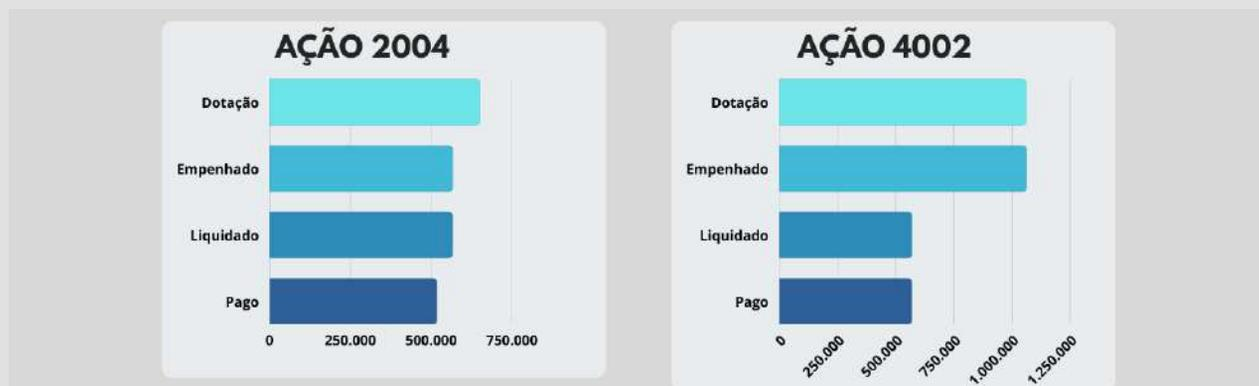 AÇÃO 2004
Dotação
Empenhado
Liquidado
Pago
0 250.000 500.000 750.000
AÇÃO 4002
Dotação
Empenhado
Liquidado
Pago
0 250.000 500.000 750.000 1.000.000 1.250.000